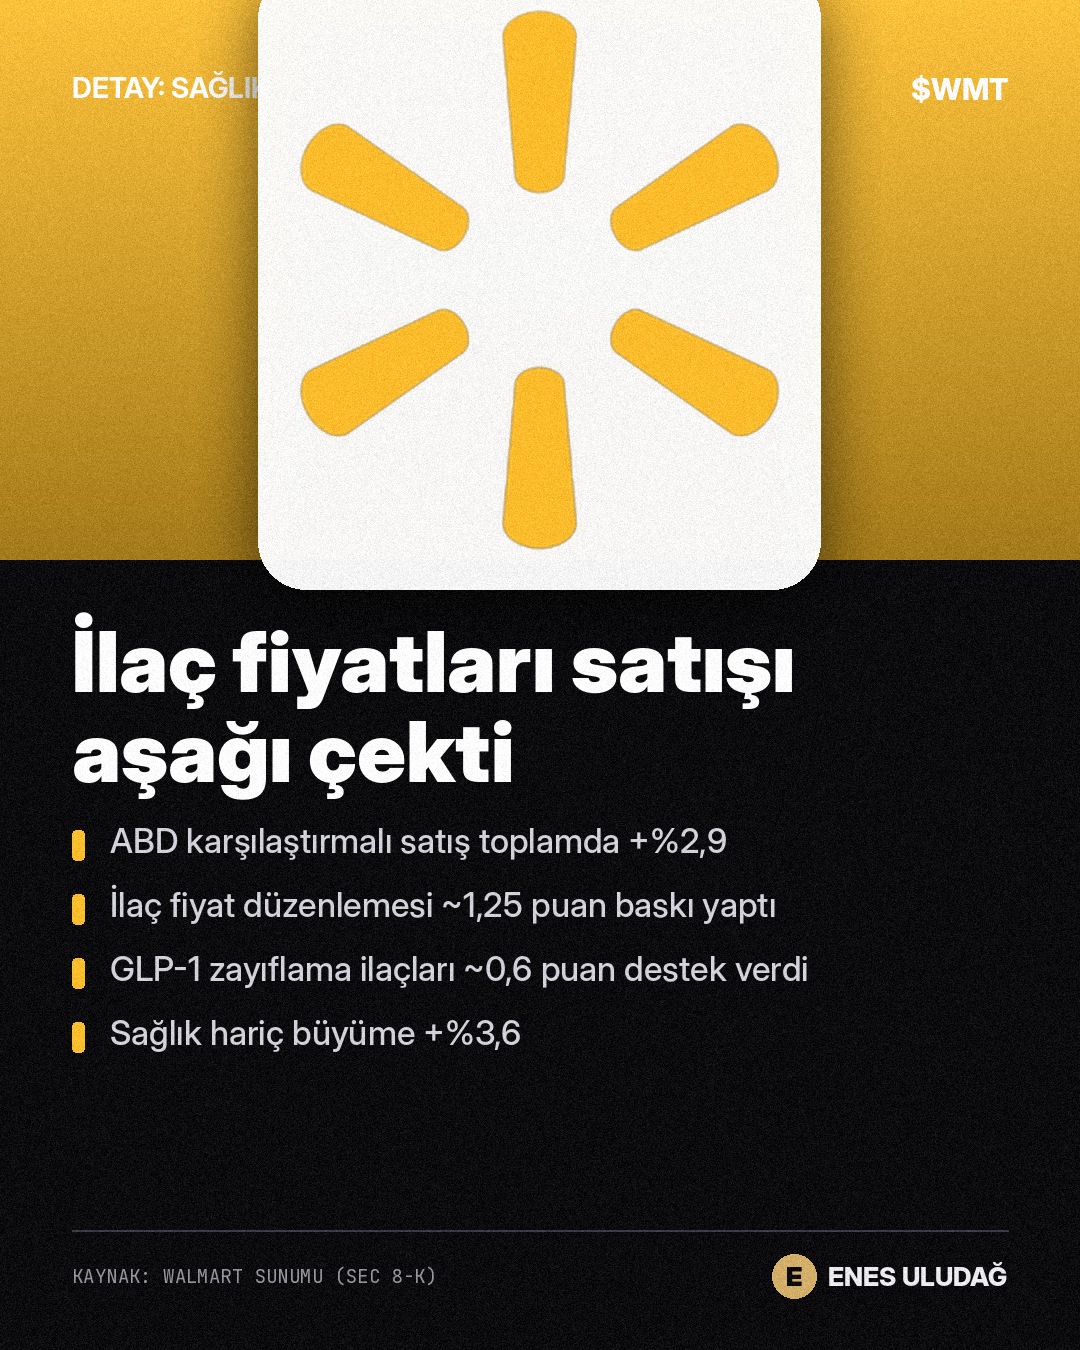 DETAY: SAĞLIK
$WMT
İlaç fiyatları satışı
aşağı çekti
ABD karşılaştırmalı satış toplamda +%2,9
İlaç fiyat düzenlemesi ~1,25 puan baskı yaptı
GLP-1 zayıflama ilaçları ~0,6 puan destek verdi
Sağlık hariç büyüme +%3,6
KAYNAK: WALMART SUNUMU (SEC 8-K)
E ENES ULUDAĞ